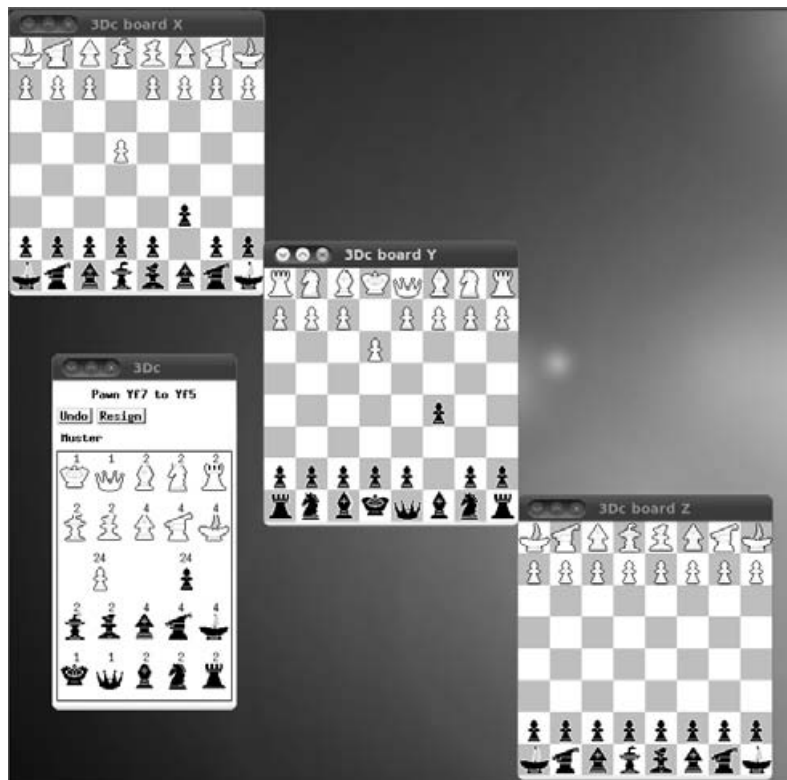 3Dc board X
3Dc board Y
3Dc
Pawn Yf7 to Yf5
Undo Resign
Muster
1 1 2 2 2
2 2 4 4 4
24 24
2 2 4 4 4
1 1 2 2 2
3Dc board Z